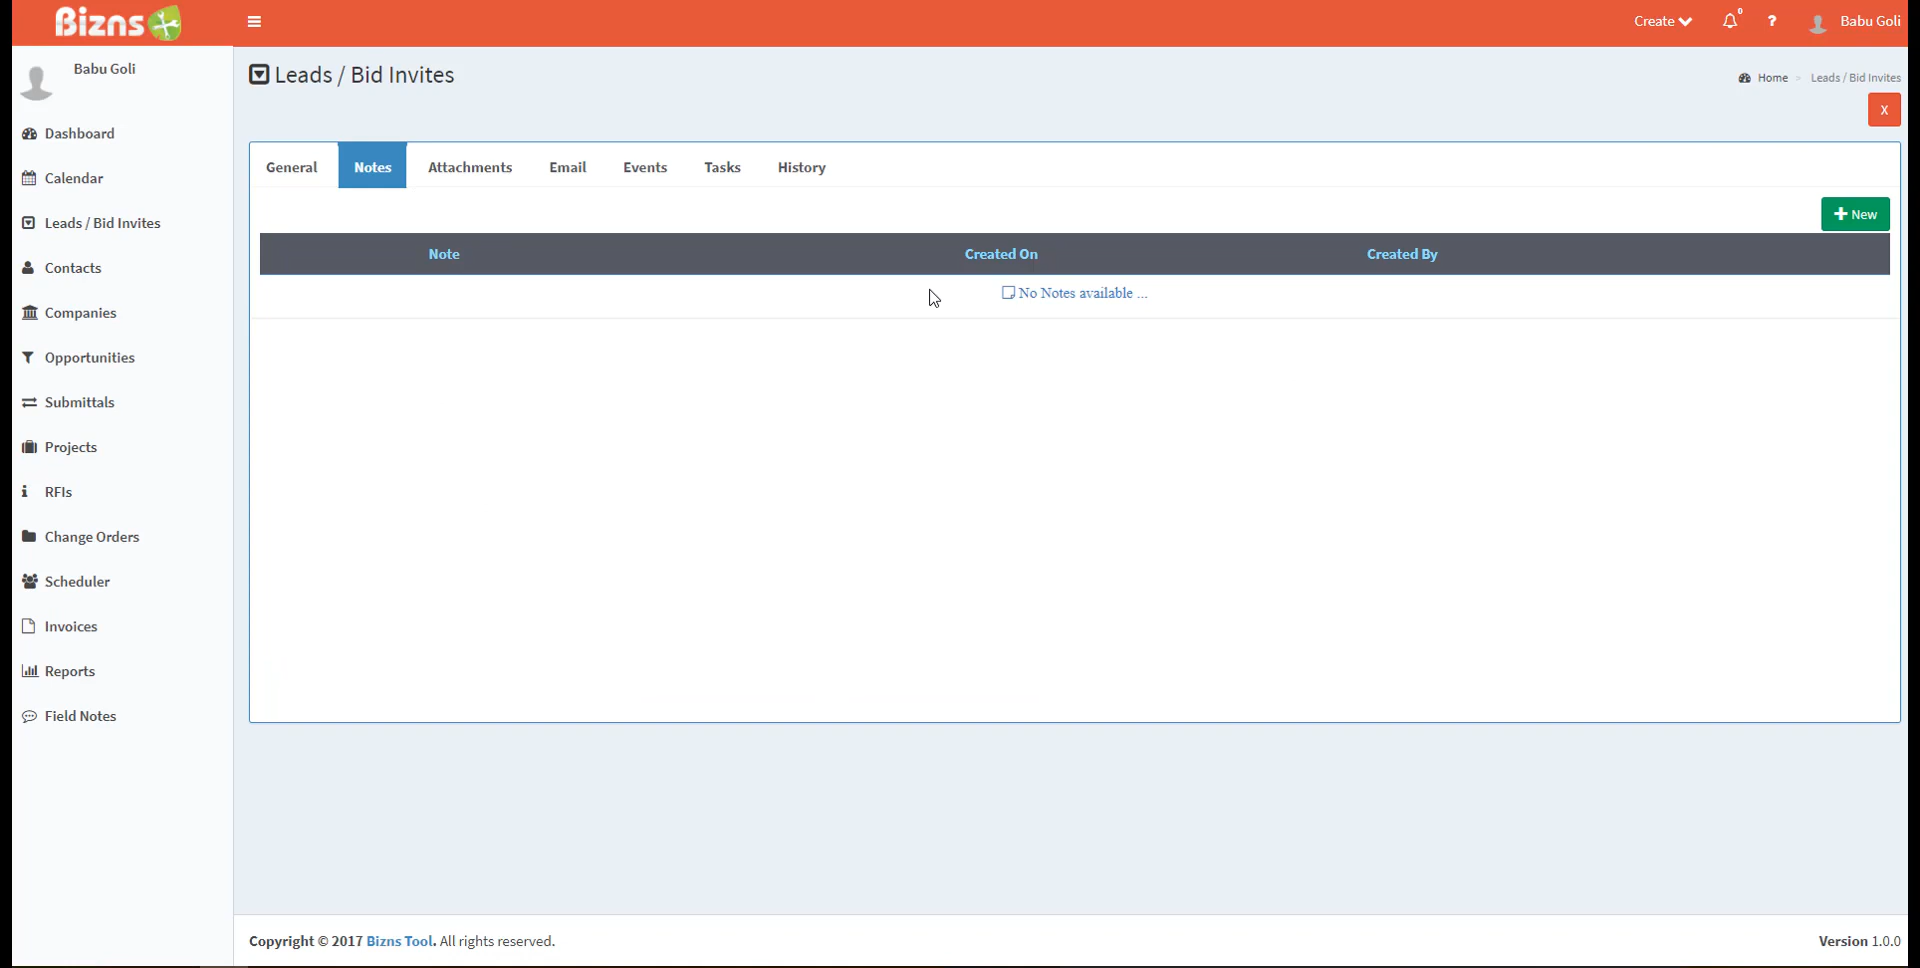 Bizns
Create
0
?
Babu Goli
Babu Goli
Dashboard
Calendar
Leads / Bid Invites
Contacts
Companies
Opportunities
Submittals
Projects
RFIs
Change Orders
Scheduler
Invoices
Reports
Field Notes
Leads / Bid Invites
Home > Leads / Bid Invites
X
General Notes Attachments Email Events Tasks History
New
Note Created On Created By
No Notes available ...
Copyright © 2017 Bizns Tool. All rights reserved.
Version 1.0.0